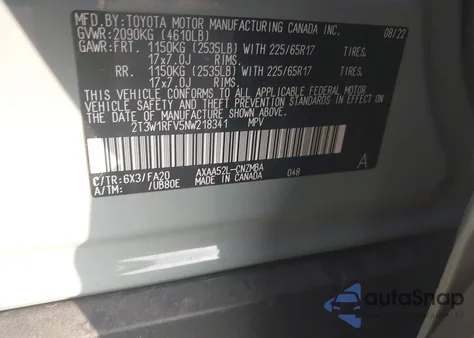 MFD.BY:TOYOTA MOTOR MANUFACTURING CANADA INC. 08/22
GVWR:2090KG (4610LB)
GAWR:FRT. 1150KG (2535LB) WITH 225/65R17 TIRES,
17x7.0J RIMS.
RR. 1150KG (2535LB) WITH 225/65R17 TIRES,
17x7.0J RIMS.
THIS VEHICLE CONFORMS TO ALL APPLICABLE FEDERAL MOTOR
VEHICLE SAFETY AND THEFT PREVENTION STANDARDS IN EFFECT ON
THE DATE OF MANUFACTURE SHOWN ABOVE.
2T3W1RFV5NW218341 MPV
C/TR:6X3/FA20 AXAA52L-CNZMBA A
A/TM: /UB80E MADE IN CANADA 048
autoSnap